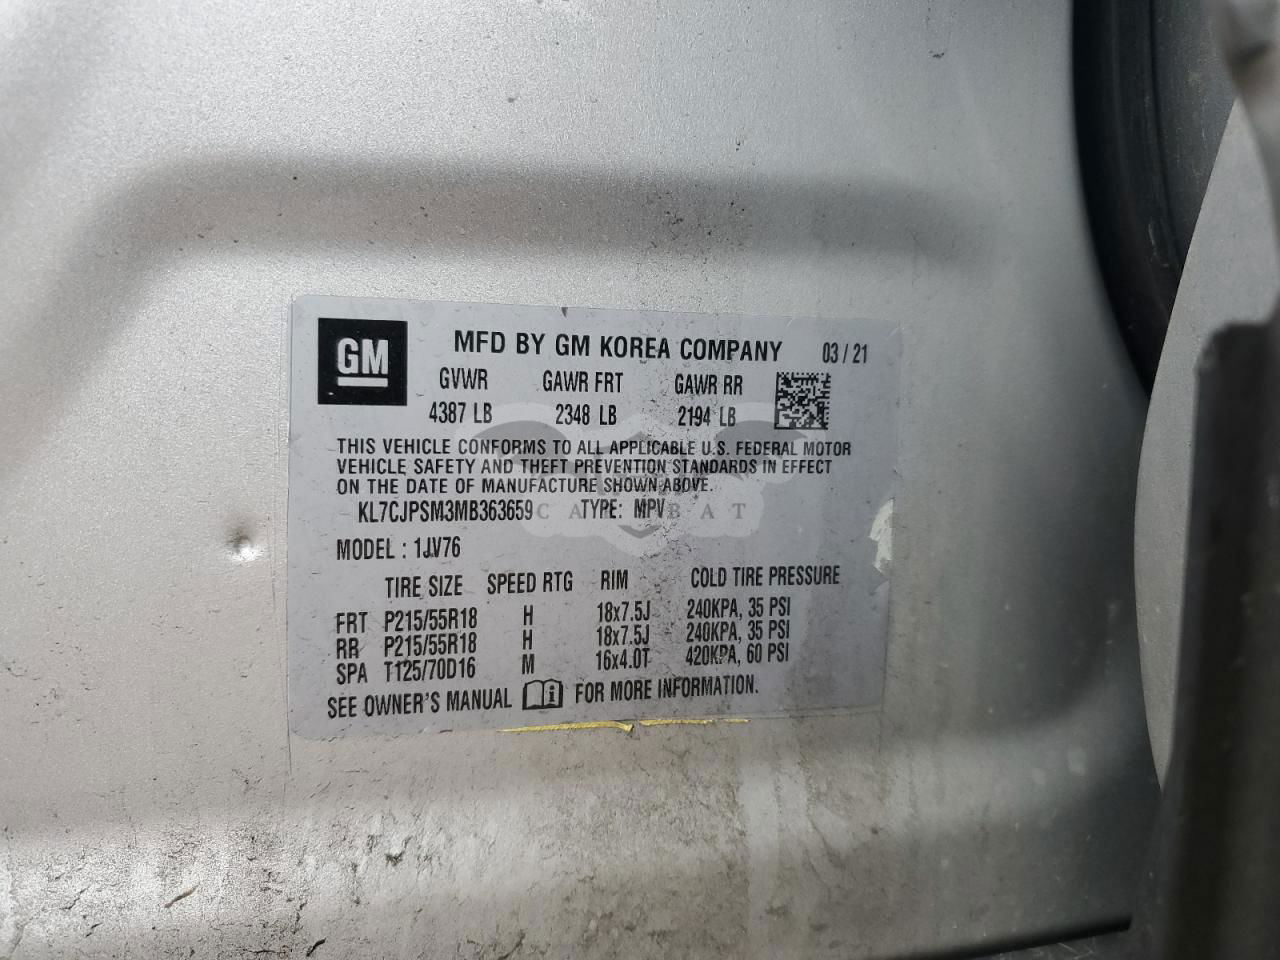 GM
MFD BY GM KOREA COMPANY 03/21
GVWR GAWR FRT GAWR RR
4387 LB 2348 LB 2194 LB
THIS VEHICLE CONFORMS TO ALL APPLICABLE U.S. FEDERAL MOTOR
VEHICLE SAFETY AND THEFT PREVENTION STANDARDS IN EFFECT
ON THE DATE OF MANUFACTURE SHOWN ABOVE.
KL7CJPSM3MB363659 TYPE: MPV
MODEL : 1JV76
TIRE SIZE SPEED RTG RIM COLD TIRE PRESSURE
FRT P215/55R18 H 18x7.5J 240KPA, 35 PSI
RR P215/55R18 H 18x7.5J 240KPA, 35 PSI
SPA T125/70D16 M 16x4.0T 420KPA, 60 PSI
SEE OWNER'S MANUAL i FOR MORE INFORMATION.